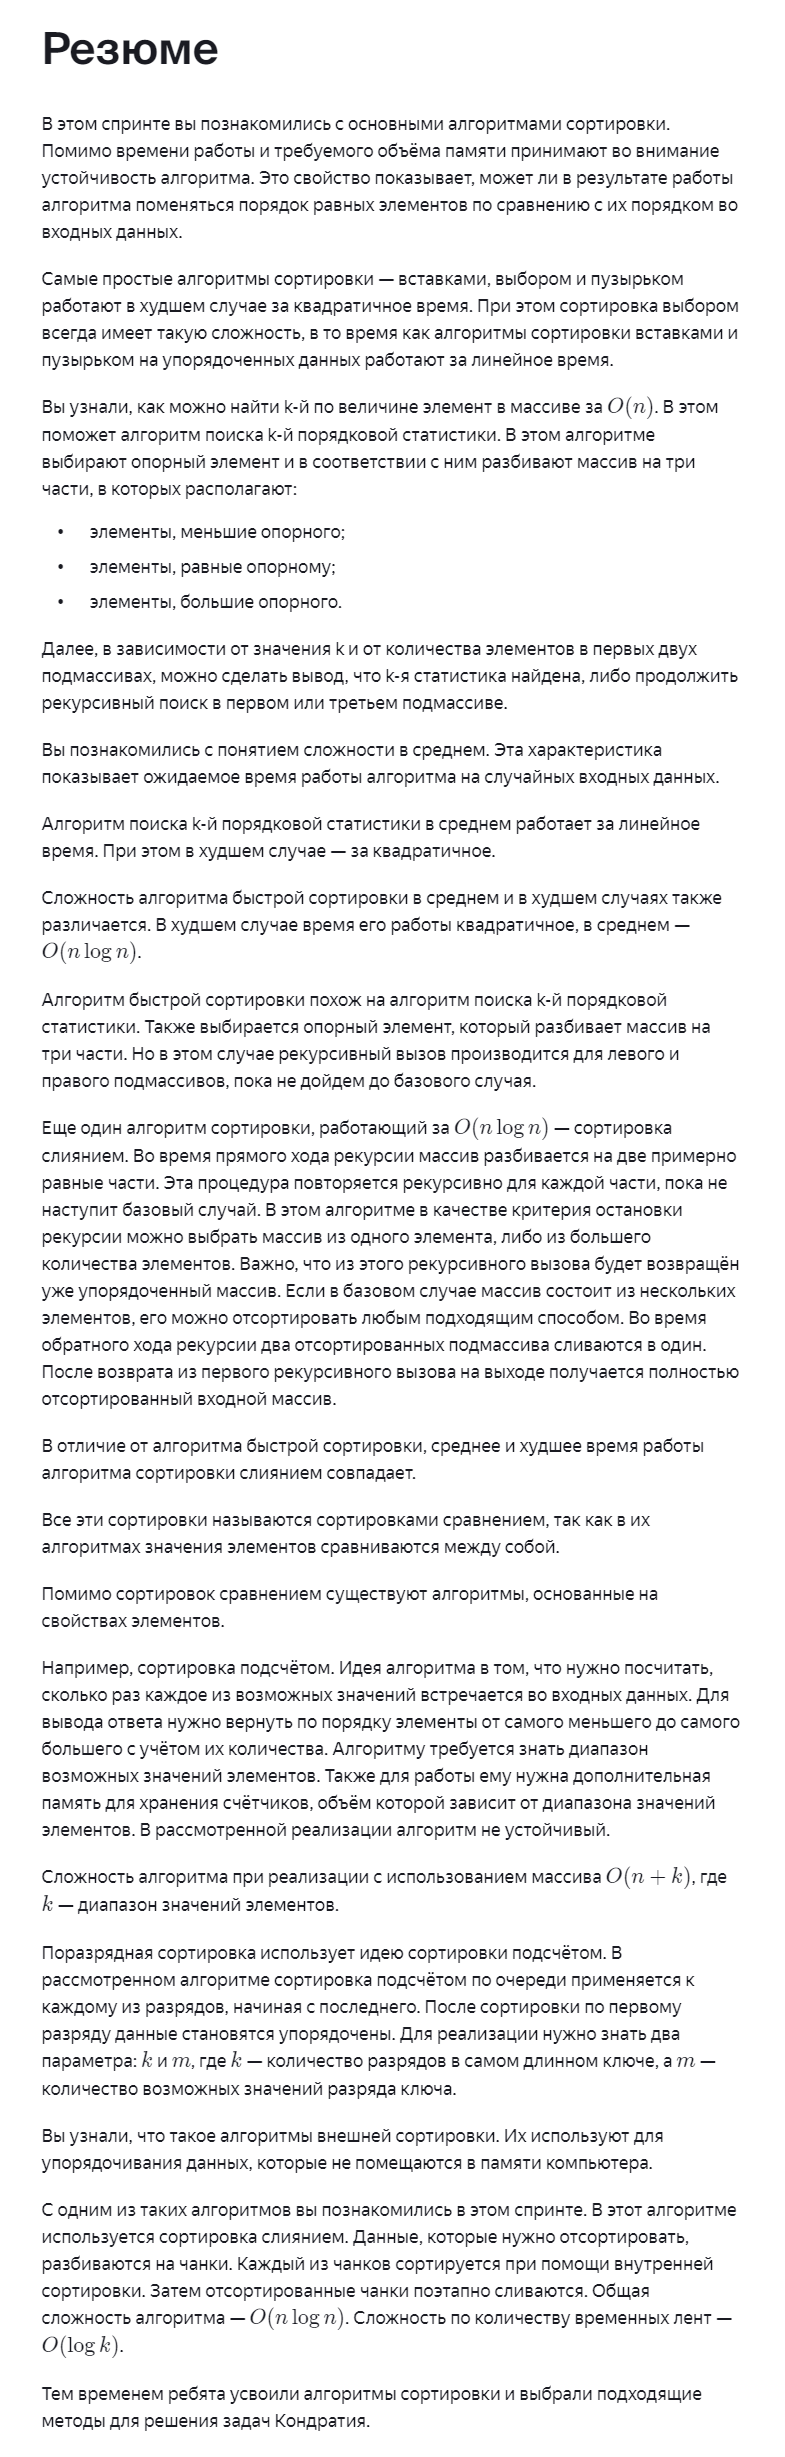 Резюме
В этом спринте вы познакомились с основными алгоритмами сортировки.
Помимо времени работы и требуемого объёма памяти принимают во внимание
устойчивость алгоритма. Это свойство показывает, может ли в результате работы
алгоритма поменяться порядок равных элементов по сравнению с их порядком во
входных данных.
Самые простые алгоритмы сортировки — вставками, выбором и пузырьком
работают в худшем случае за квадратичное время. При этом сортировка выбором
всегда имеет такую сложность, в то время как алгоритмы сортировки вставками и
пузырьком на упорядоченных данных работают за линейное время.
Вы узнали, как можно найти k-й по величине элемент в массиве за O(n). В этом
поможет алгоритм поиска k-й порядковой статистики. В этом алгоритме
выбирают опорный элемент и в соответствии с ним разбивают массив на три
части, в которых располагают:
• элементы, меньшие опорного;
• элементы, равные опорному;
• элементы, большие опорного.
Далее, в зависимости от значения k и от количества элементов в первых двух
подмассивах, можно сделать вывод, что k-я статистика найдена, либо продолжить
рекурсивный поиск в первом или третьем подмассиве.
Вы познакомились с понятием сложности в среднем. Эта характеристика
показывает ожидаемое время работы алгоритма на случайных входных данных.
Алгоритм поиска k-й порядковой статистики в среднем работает за линейное
время. При этом в худшем случае — за квадратичное.
Сложность алгоритма быстрой сортировки в среднем и в худшем случаях также
различается. В худшем случае время его работы квадратичное, в среднем —
O(n log n).
Алгоритм быстрой сортировки похож на алгоритм поиска k-й порядковой
статистики. Также выбирается опорный элемент, который разбивает массив на
три части. Но в этом случае рекурсивный вызов производится для левого и
правого подмассивов, пока не дойдем до базового случая.
Еще один алгоритм сортировки, работающий за O(n log n) — сортировка
слиянием. Во время прямого хода рекурсии массив разбивается на две примерно
равные части. Эта процедура повторяется рекурсивно для каждой части, пока не
наступит базовый случай. В этом алгоритме в качестве критерия остановки
рекурсии можно выбрать массив из одного элемента, либо из большего
количества элементов. Важно, что из этого рекурсивного вызова будет возвращён
уже упорядоченный массив. Если в базовом случае массив состоит из нескольких
элементов, его можно отсортировать любым подходящим способом. Во время
обратного хода рекурсии два отсортированных подмассива сливаются в один.
После возврата из первого рекурсивного вызова на выходе получается полностью
отсортированный входной массив.
В отличие от алгоритма быстрой сортировки, среднее и худшее время работы
алгоритма сортировки слиянием совпадает.
Все эти сортировки называются сортировками сравнением, так как в их
алгоритмах значения элементов сравниваются между собой.
Помимо сортировок сравнением существуют алгоритмы, основанные на
свойствах элементов.
Например, сортировка подсчётом. Идея алгоритма в том, что нужно посчитать,
сколько раз каждое из возможных значений встречается во входных данных. Для
вывода ответа нужно вернуть по порядку элементы от самого меньшего до самого
большего с учётом их количества. Алгоритму требуется знать диапазон
возможных значений элементов. Также для работы ему нужна дополнительная
память для хранения счётчиков, объём которой зависит от диапазона значений
элементов. В рассмотренной реализации алгоритм не устойчивый.
Сложность алгоритма при реализации с использованием массива O(n + k), где
k — диапазон значений элементов.
Поразрядная сортировка использует идею сортировки подсчётом. В
рассмотренном алгоритме сортировка подсчётом по очереди применяется к
каждому из разрядов, начиная с последнего. После сортировки по первому
разряду данные становятся упорядочены. Для реализации нужно знать два
параметра: k и m, где k — количество разрядов в самом длинном ключе, а m —
количество возможных значений разряда ключа.
Вы узнали, что такое алгоритмы внешней сортировки. Их используют для
упорядочивания данных, которые не помещаются в памяти компьютера.
С одним из таких алгоритмов вы познакомились в этом спринте. В этот алгоритме
используется сортировка слиянием. Данные, которые нужно отсортировать,
разбиваются на чанки. Каждый из чанков сортируется при помощи внутренней
сортировки. Затем отсортированные чанки поэтапно сливаются. Общая
сложность алгоритма — O(n log n). Сложность по количеству временных лент —
O(log k).
Тем временем ребята усвоили алгоритмы сортировки и выбрали подходящие
методы для решения задач Кондратия.